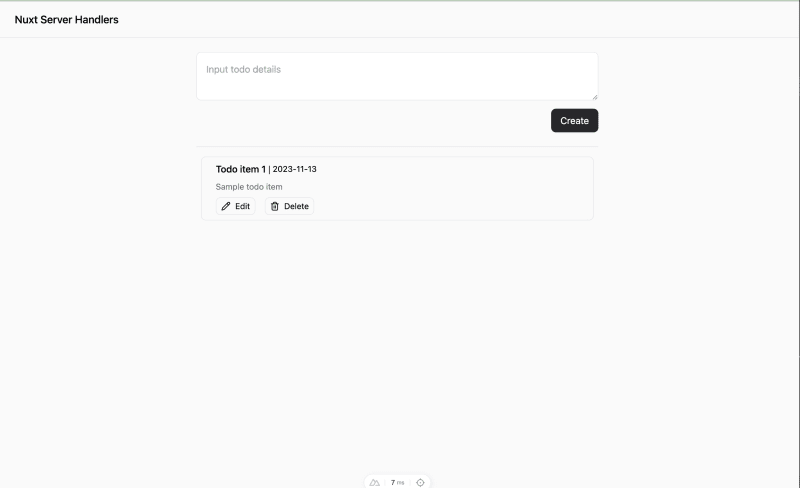 Nuxt Server Handlers
Input todo details
Create
Todo item 1 | 2023-11-13
Sample todo item
Edit Delete
7 ms